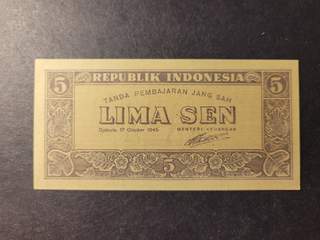 REPUBLIK INDONESIA
5 5
TANDA PEMBAJARAN JANG SAH
LIMA SEN
Djakarta, 17 Oktober 1945 MENTERI KEUANGAN
5